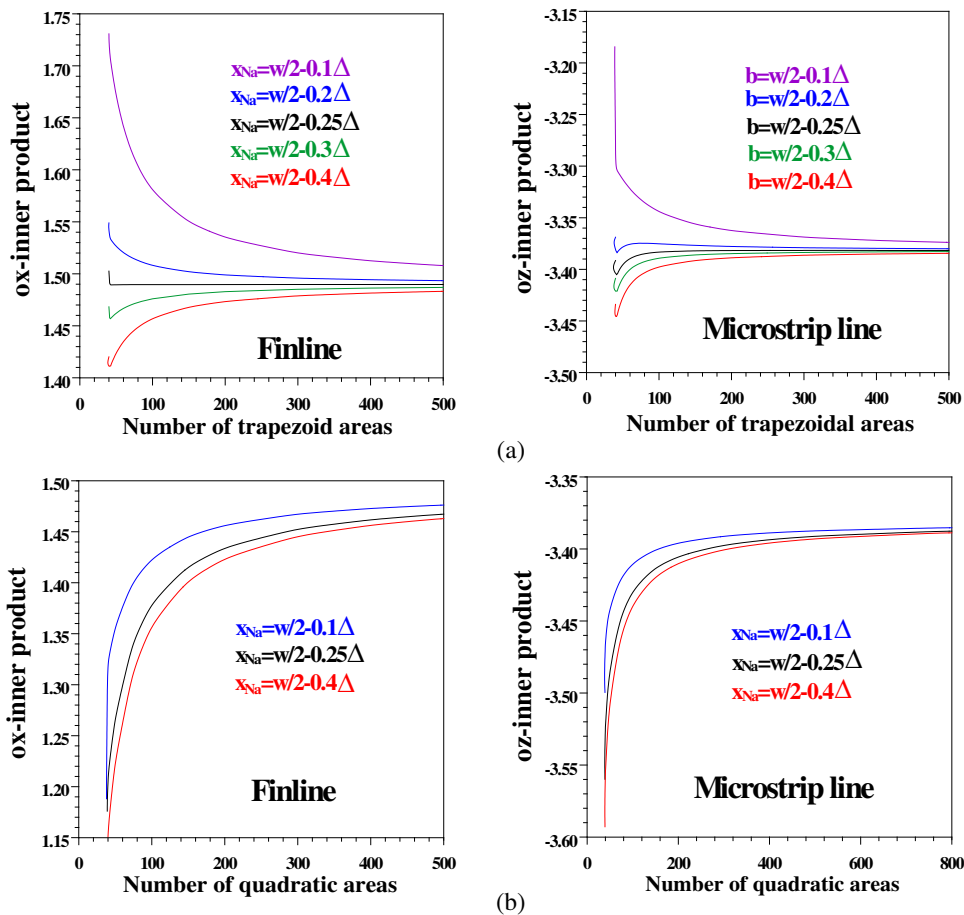 1.75
1.70
1.65
1.60
1.55
1.50
1.45
1.40
ox-inner product
xNa=w/2-0.1Δ
xNa=w/2-0.2Δ
xNa=w/2-0.25Δ
xNa=w/2-0.3Δ
xNa=w/2-0.4Δ
Finline
0 100 200 300 400 500
Number of trapezoid areas
-3.15
-3.20
-3.25
-3.30
-3.35
-3.40
-3.45
-3.50
oz-inner product
b=w/2-0.1Δ
b=w/2-0.2Δ
b=w/2-0.25Δ
b=w/2-0.3Δ
b=w/2-0.4Δ
Microstrip line
0 100 200 300 400 500
Number of trapezoidal areas
(a)
1.50
1.45
1.40
1.35
1.30
1.25
1.20
1.15
ox-inner product
xNa=w/2-0.1Δ
xNa=w/2-0.25Δ
xNa=w/2-0.4Δ
Finline
0 100 200 300 400 500
Number of quadratic areas
-3.35
-3.40
-3.45
-3.50
-3.55
-3.60
oz-inner product
xNa=w/2-0.1Δ
xNa=w/2-0.25Δ
xNa=w/2-0.4Δ
Microstrip line
0 200 400 600 800
Number of quadratic areas
(b)